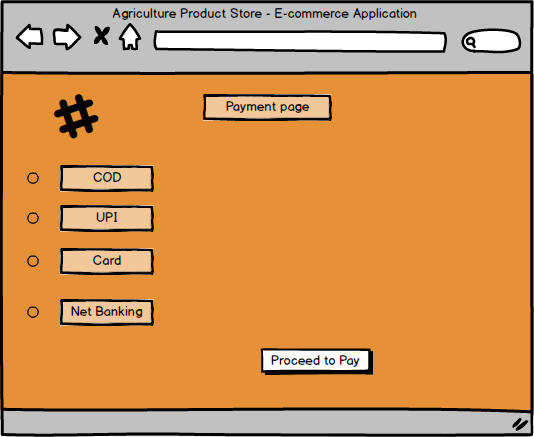 Agriculture Product Store - E-commerce Application
Payment page
COD
UPI
Card
Net Banking
Proceed to Pay